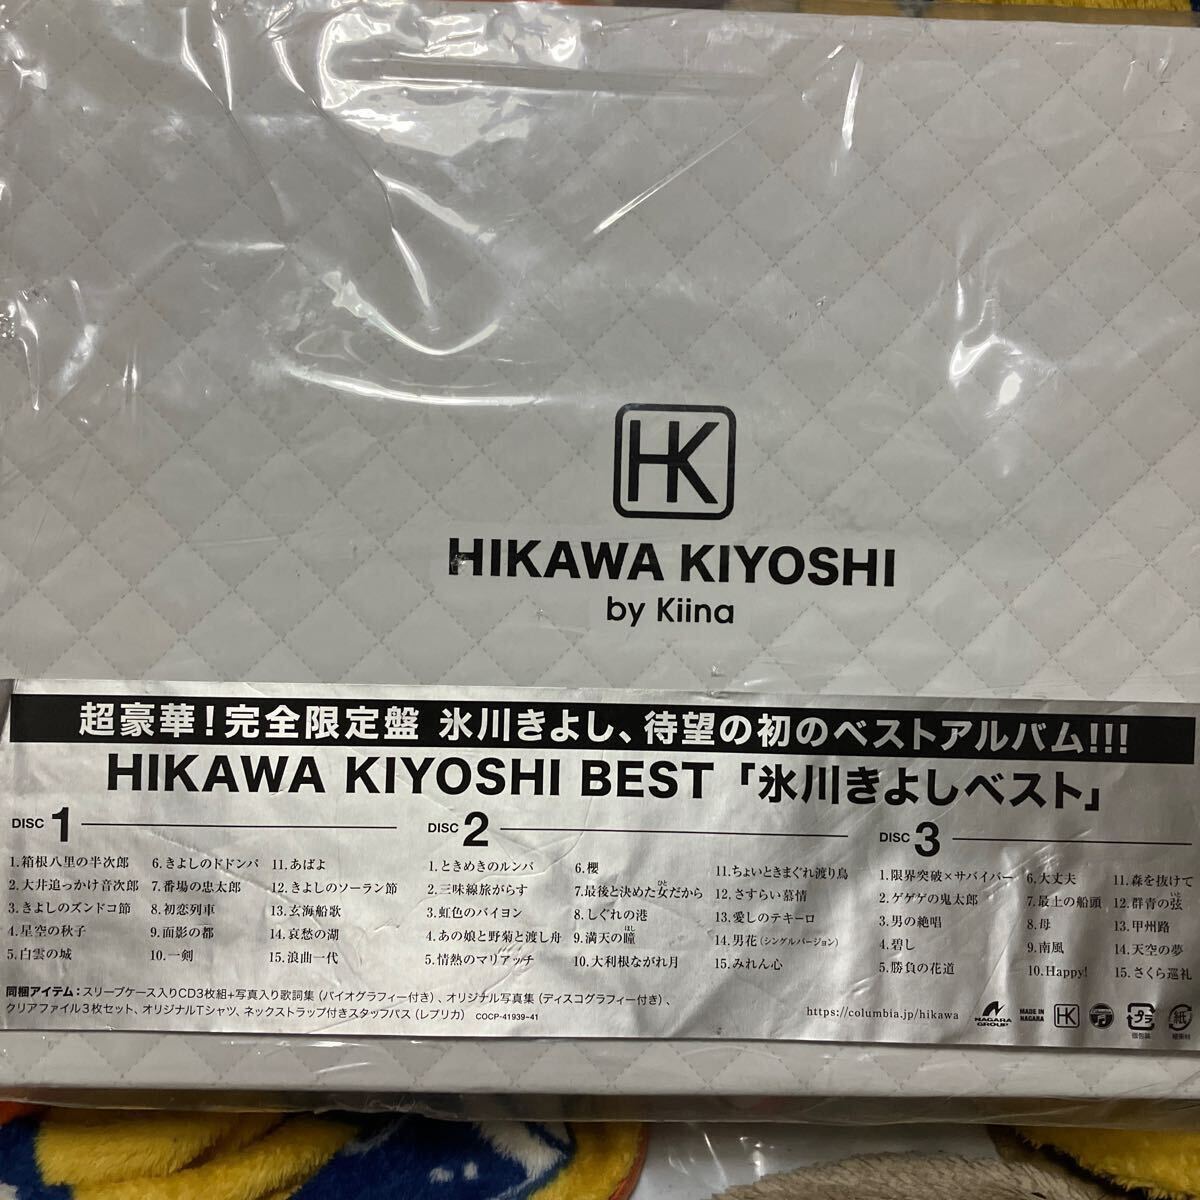 HK
HIKAWA KIYOSHI
by Kiina
超豪華!完全限定盤 氷川きよし、待望の初のベストアルバム!!!
HIKAWA KIYOSHI BEST 「氷川きよしベスト」
DISC 1
1.箱根八里の半次郎
2.大井追っかけ音次郎
3.きよしのズンドコ節
4.星空の秋子
5.白雲の城
6.きよしのドドンパ
7.番場の忠太郎
8.初恋列車
9.面影の都
10.一剣
11.あばよ
12.きよしのソーラン節
13.玄海船歌
14.哀愁の湖
15.浪曲一代
DISC 2
1.ときめきのルンバ
2.三味線旅がらす
3.虹色のバイヨン
4.あの娘と野菊と渡し舟
5.情熱のマリアッチ
6.櫻
7.最後と決めた女だから
8.しぐれの港
9.満天の瞳
10.大利根ながれ月
11.ちょいときまぐれ渡り鳥
12.さすらい慕情
13.愛しのテキーロ
14.男花(シングルバージョン)
15.みれん心
DISC 3
1.限界突破×サバイバー
2.ゲゲゲの鬼太郎
3.男の絶唱
4.碧し
5.勝負の花道
6.大丈夫
7.最上の船頭
8.母
9.南風
10.Happy!
11.森を抜けて
12.群青の弦
13.甲州路
14.天空の夢
15.さくら巡礼
同梱アイテム:スリーブケース入りCD3枚組+写真入り歌詞集(バイオグラフィー付き)、オリジナル写真集(ディスコグラフィー付き)、
クリアファイル3枚セット、オリジナルTシャツ、ネックストラップ付きスタッフパス(レプリカ) COCP-41939-41
https://columbia.jp/hikawa
NAGARA GROUP
MADE IN NAGARA
HK
プラ
個包装
紙